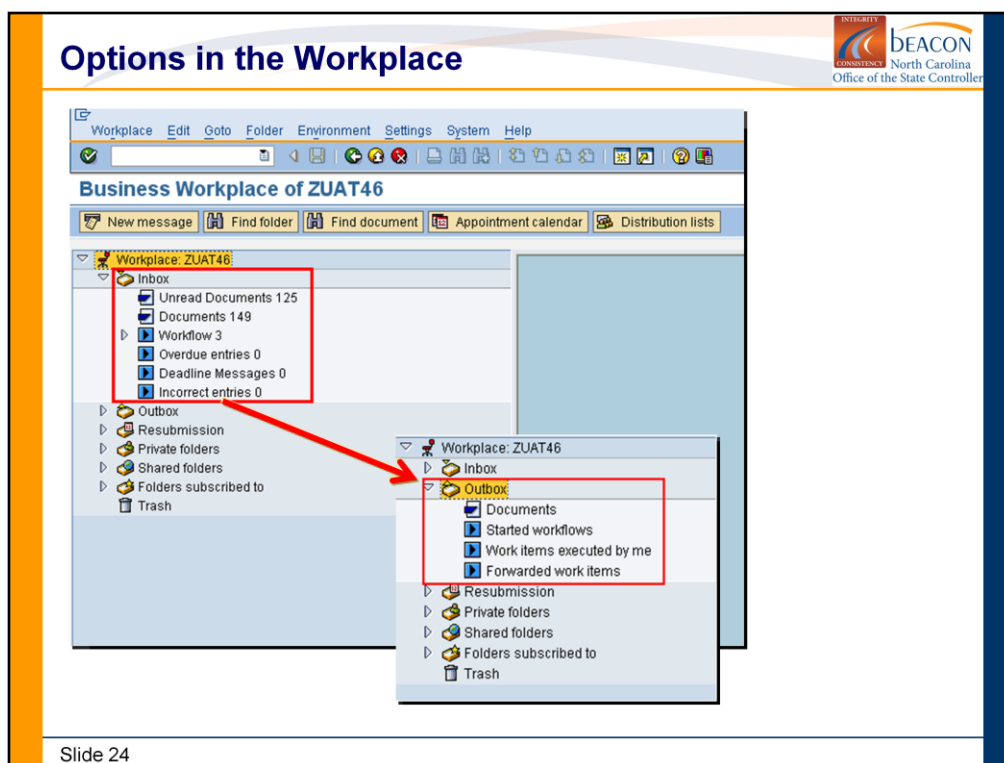 Options in the Workplace
INTEGRITY
CONSISTENCY
BEACON
North Carolina
Office of the State Controller
Workplace Edit Goto Folder Environment Settings System Help
Business Workplace of ZUAT46
New message Find folder Find document Appointment calendar Distribution lists
Workplace: ZUAT46
Inbox
Unread Documents 125
Documents 149
Workflow 3
Overdue entries 0
Deadline Messages 0
Incorrect entries 0
Outbox
Resubmission
Private folders
Shared folders
Folders subscribed to
Trash
Workplace: ZUAT46
Inbox
Outbox
Documents
Started workflows
Work items executed by me
Forwarded work items
Resubmission
Private folders
Shared folders
Folders subscribed to
Trash
Slide 24